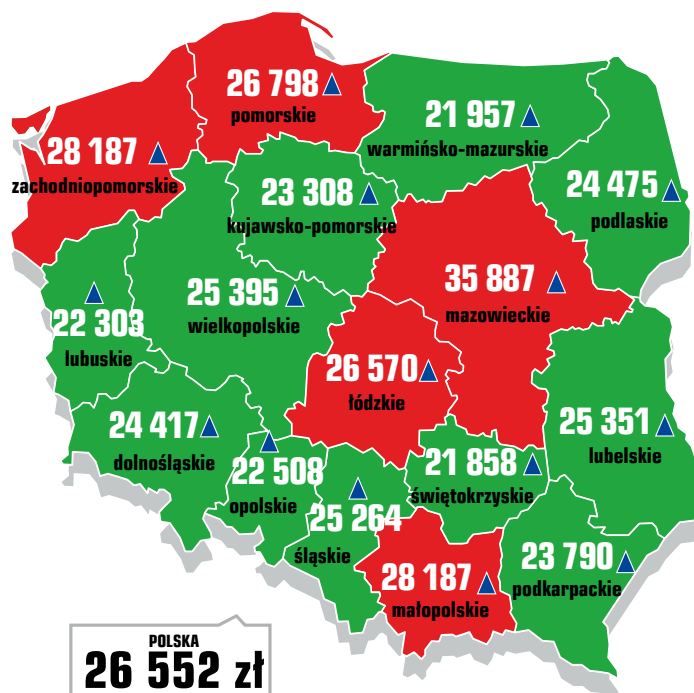 26 798
pomorskie
21 957
warmińsko-mazurskie
28 187
zachodniopomorskie
23 308
kujawsko-pomorskie
24 475
podlaskie
35 887
mazowieckie
25 395
wielkopolskie
22 303
lubuskie
26 570
łódzkie
25 351
lubelskie
24 417
dolnośląskie
22 508
opolskie
21 858
świętokrzyskie
25 264
śląskie
23 790
podkarpackie
28 187
małopolskie
POLSKA
26 552 zł